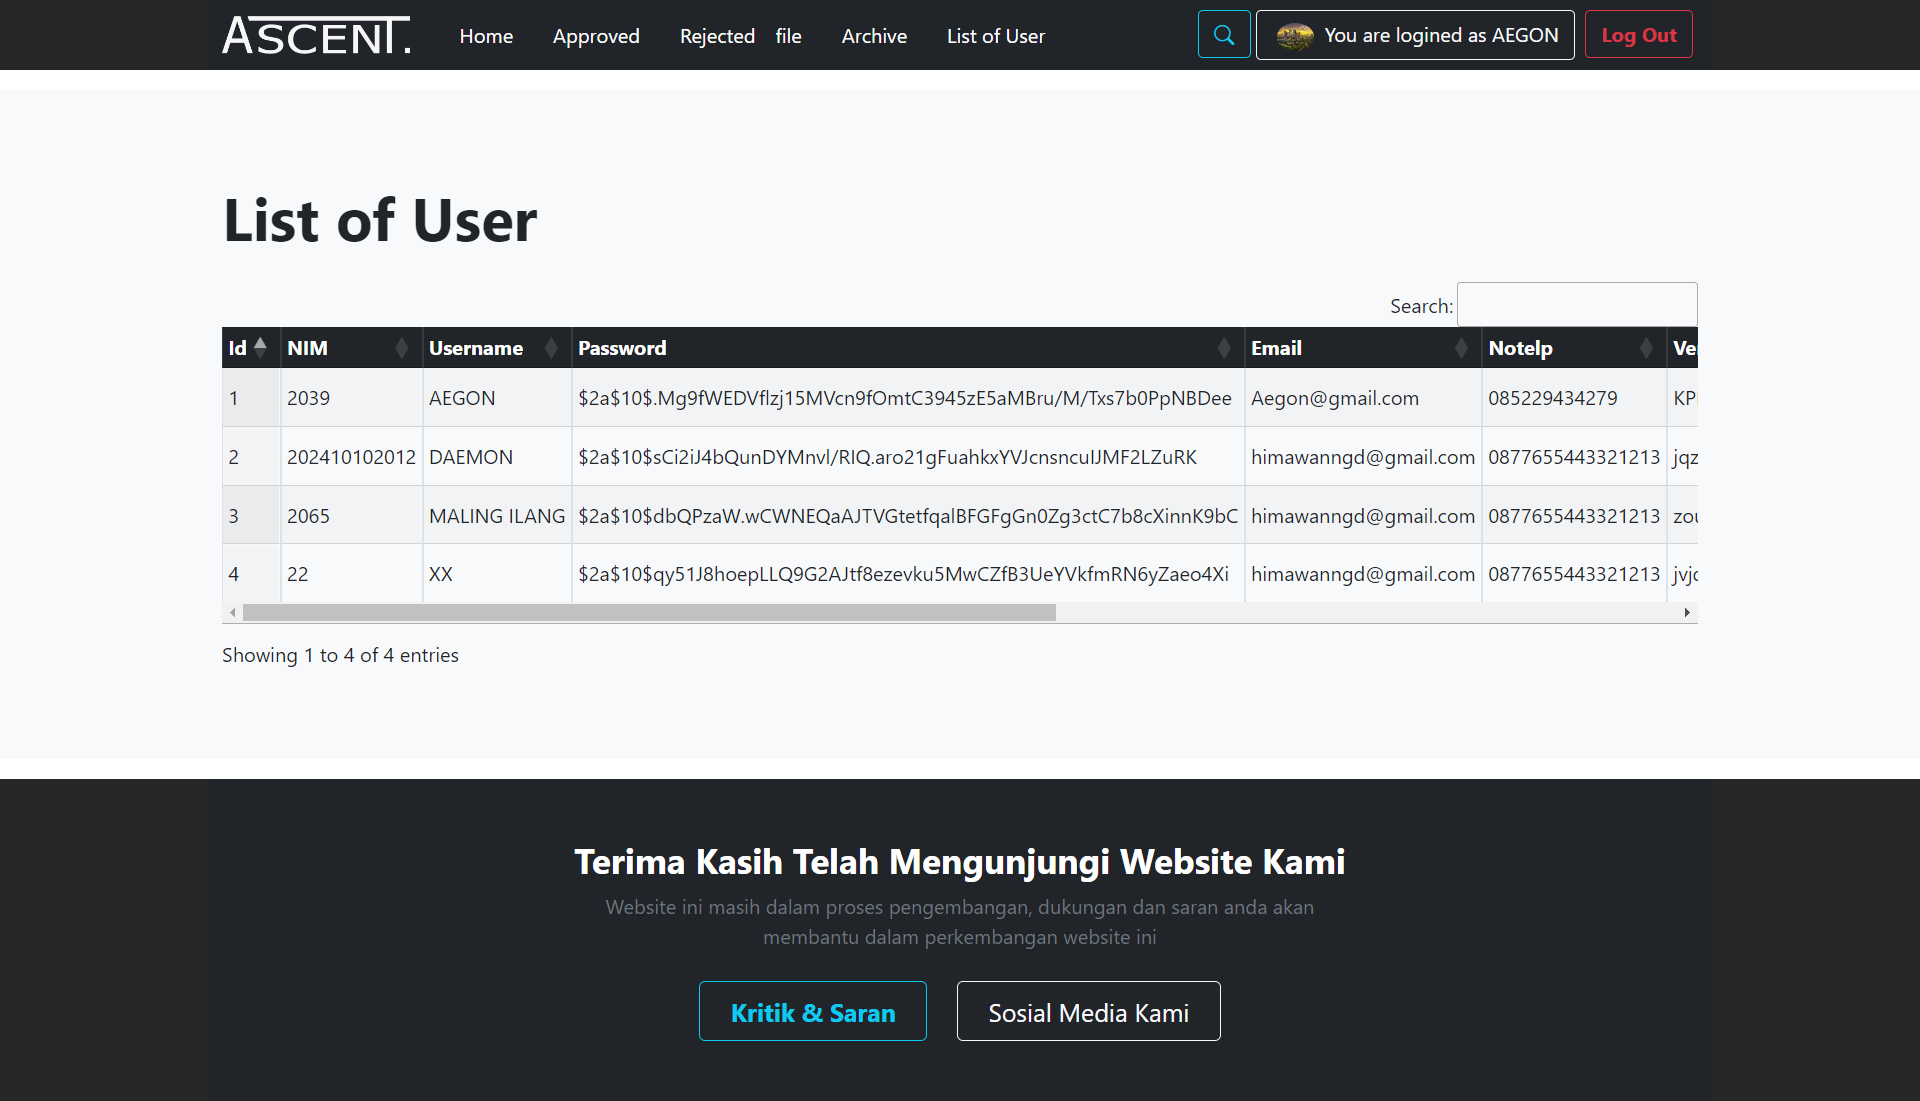 ASCENT. Home Approved Rejected file Archive List of User You are logined as AEGON Log Out
List of User
Search:
Id NIM Username Password Email Notelp Ve
1 2039 AEGON $2a$10$.Mg9fWEDVflzj15MVcn9fOmtC3945zE5aMBru/M/Txs7b0PpNBDee Aegon@gmail.com 085229434279 KP
2 202410102012 DAEMON $2a$10$sCi2iJ4bQunDYMnvl/RIQ.aro21gFuahkxYVJcnsncuIJMF2LZuRK himawanngd@gmail.com 0877655443321213 jqz
3 2065 MALING ILANG $2a$10$dbQPzaW.wCWNEQaAJTVGtetfqalBFGFgGn0Zg3ctC7b8cXinnK9bC himawanngd@gmail.com 0877655443321213 zou
4 22 XX $2a$10$qy51J8hoepLLQ9G2AJtf8ezevku5MwCZfB3UeYVkfmRN6yZaeo4Xi himawanngd@gmail.com 0877655443321213 jvj
Showing 1 to 4 of 4 entries
Terima Kasih Telah Mengunjungi Website Kami
Website ini masih dalam proses pengembangan, dukungan dan saran anda akan
membantu dalam perkembangan website ini
Kritik & Saran Sosial Media Kami